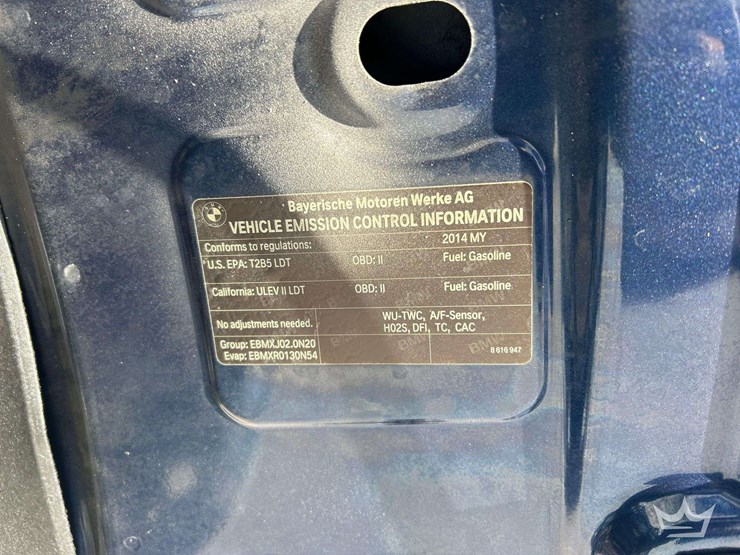 Bayerische Motoren Werke AG
VEHICLE EMISSION CONTROL INFORMATION
Conforms to regulations: 2014 MY
U.S. EPA: T2B5 LDT OBD: II Fuel: Gasoline
California: ULEV II LDT OBD: II Fuel: Gasoline
No adjustments needed. WU-TWC, A/F-Sensor,
HO2S, DFI, TC, CAC
Group: EBMXJ02.0N20
Evap: EBMXR0130N54
8 616 947